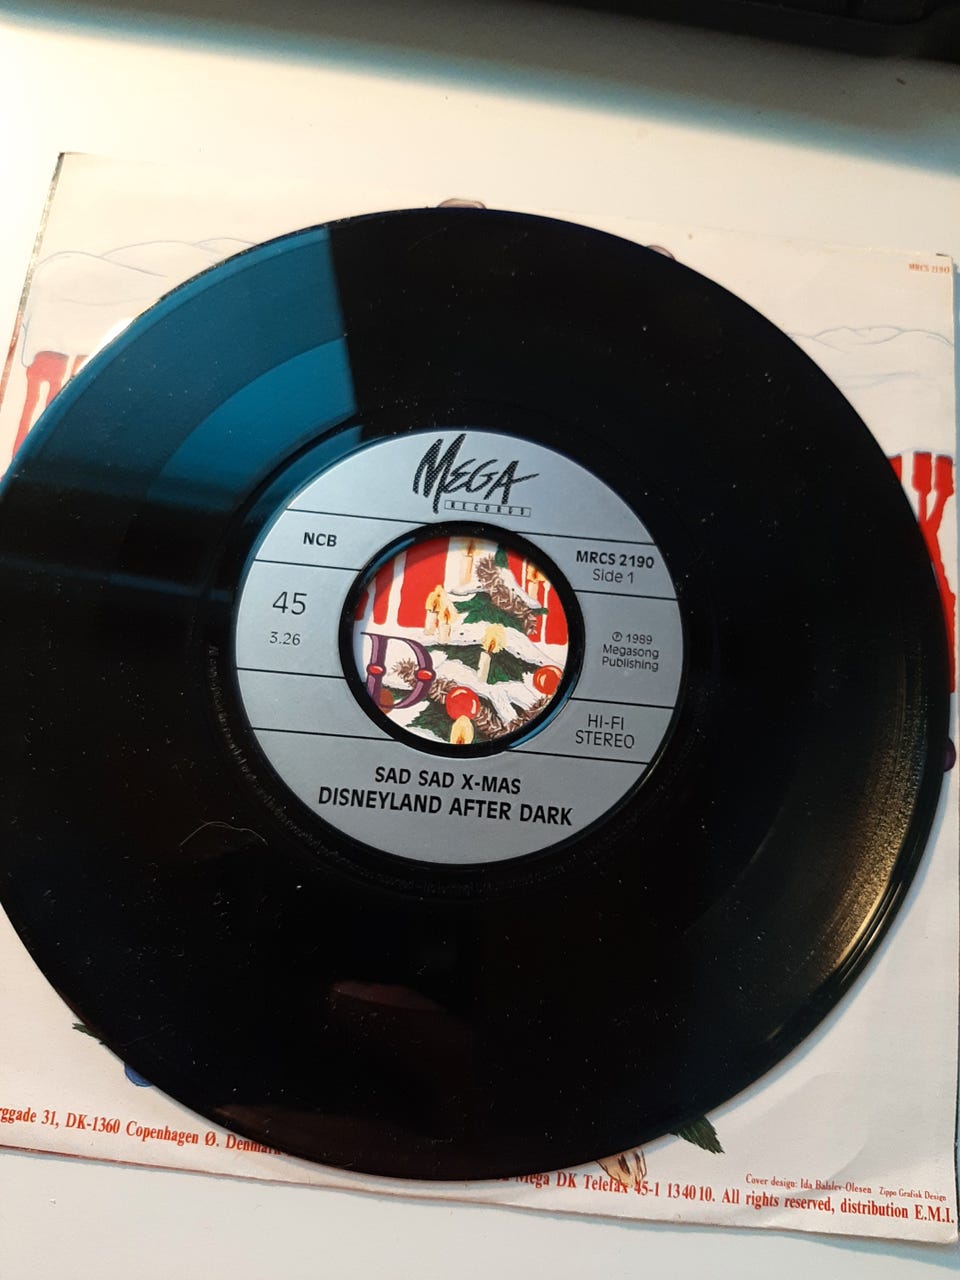 MRCS 2190
MEGA
RECORDS
NCB
MRCS 2190
Side 1
45
3.26
℗ 1989
Megasong
Publishing
HI-FI
STEREO
SAD SAD X-MAS
DISNEYLAND AFTER DARK
ggade 31, DK-1360 Copenhagen Ø. Denmark
Mega DK Telefax 45-1 13 40 10. All rights reserved, distribution E.M.I.
Cover design: Ida Balslev-Olesen Zippo Grafisk Design